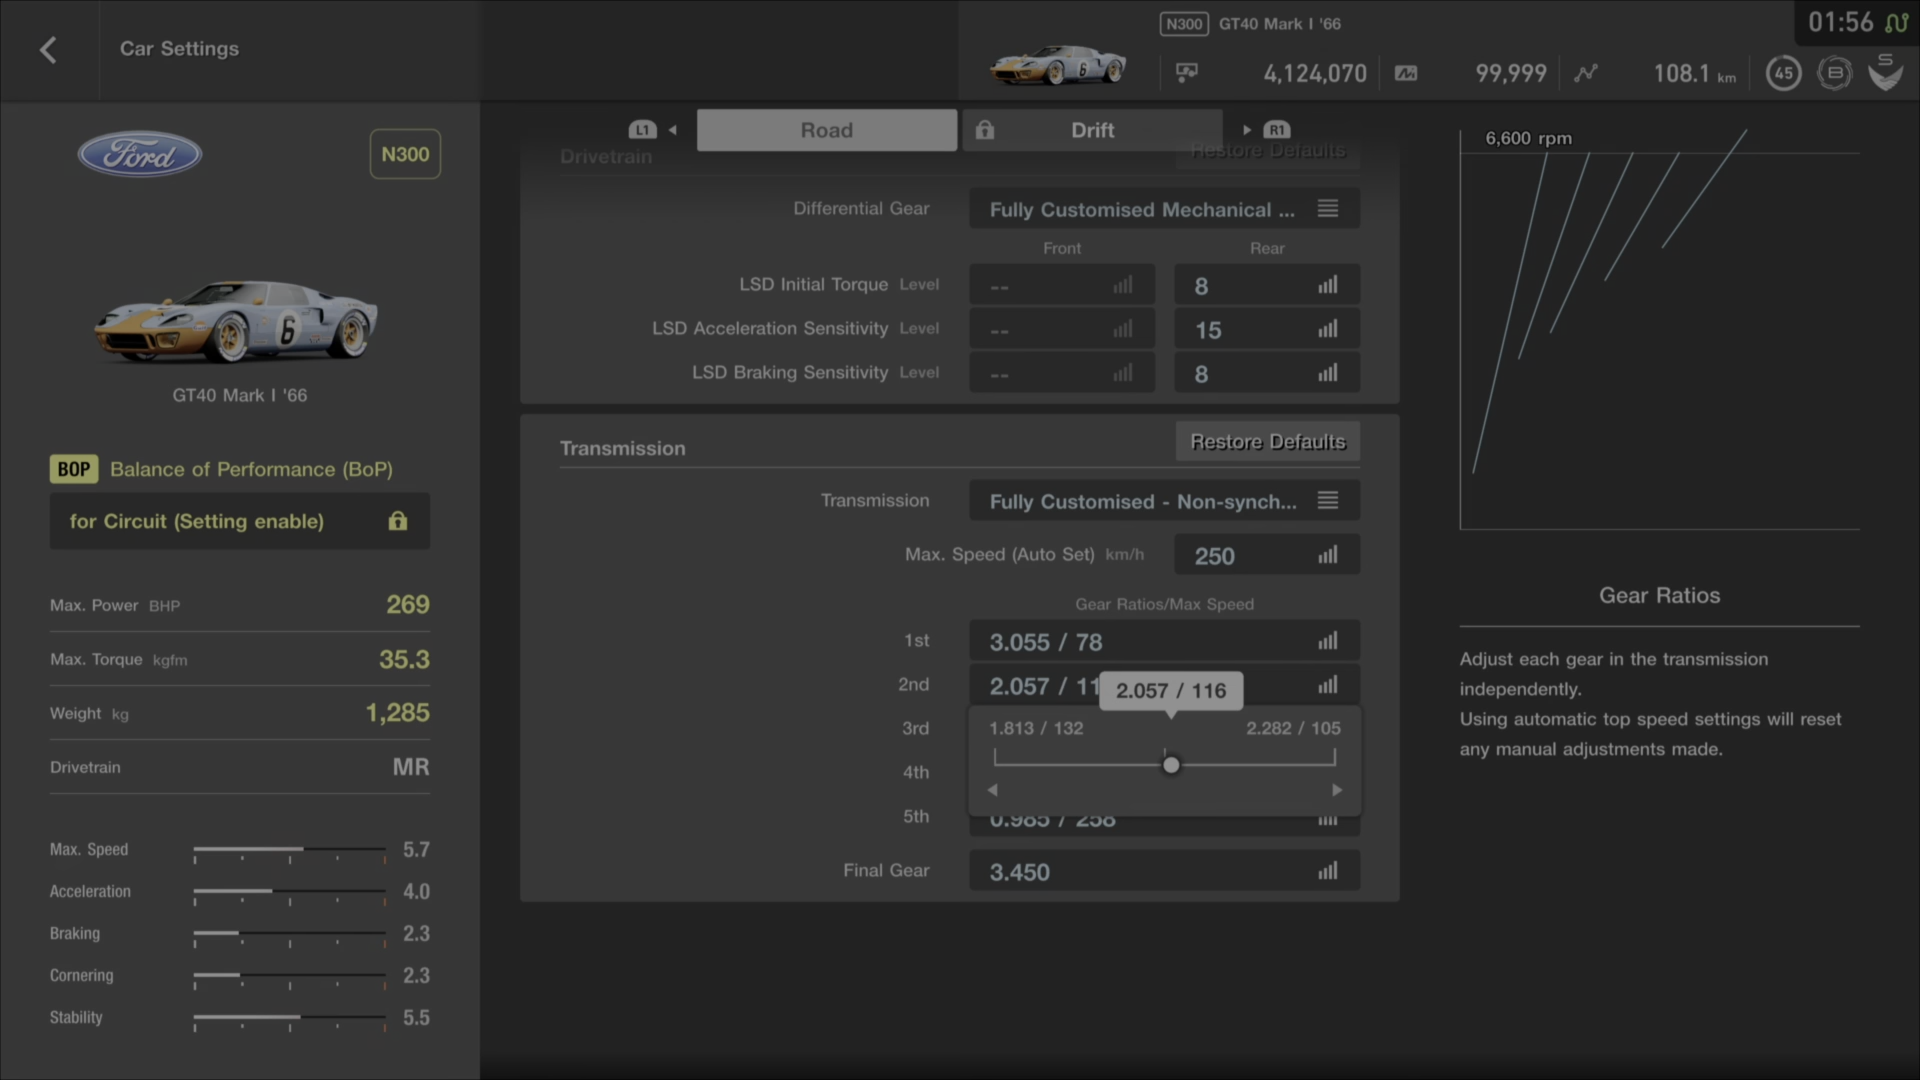 Car Settings
N300 GT40 Mark I '66
4,124,070
99,999
108.1 km
45
B
S
01:56
Ford
N300
GT40 Mark I '66
BOP Balance of Performance (BoP)
for Circuit (Setting enable)
Max. Power BHP 269
Max. Torque kgfm 35.3
Weight kg 1,285
Drivetrain MR
Max. Speed 5.7
Acceleration 4.0
Braking 2.3
Cornering 2.3
Stability 5.5
L1 Road Drift R1
Drivetrain Restore Defaults
Differential Gear Fully Customised Mechanical ...
Front Rear
LSD Initial Torque Level -- 8
LSD Acceleration Sensitivity Level -- 15
LSD Braking Sensitivity Level -- 8
Transmission Restore Defaults
Transmission Fully Customised - Non-synch...
Max. Speed (Auto Set) km/h 250
Gear Ratios/Max Speed
1st 3.055 / 78
2nd 2.057 / 11
2.057 / 116
3rd 1.813 / 132 2.282 / 105
4th
5th 0.985 / 258
Final Gear 3.450
6,600 rpm
Gear Ratios
Adjust each gear in the transmission
independently.
Using automatic top speed settings will reset
any manual adjustments made.